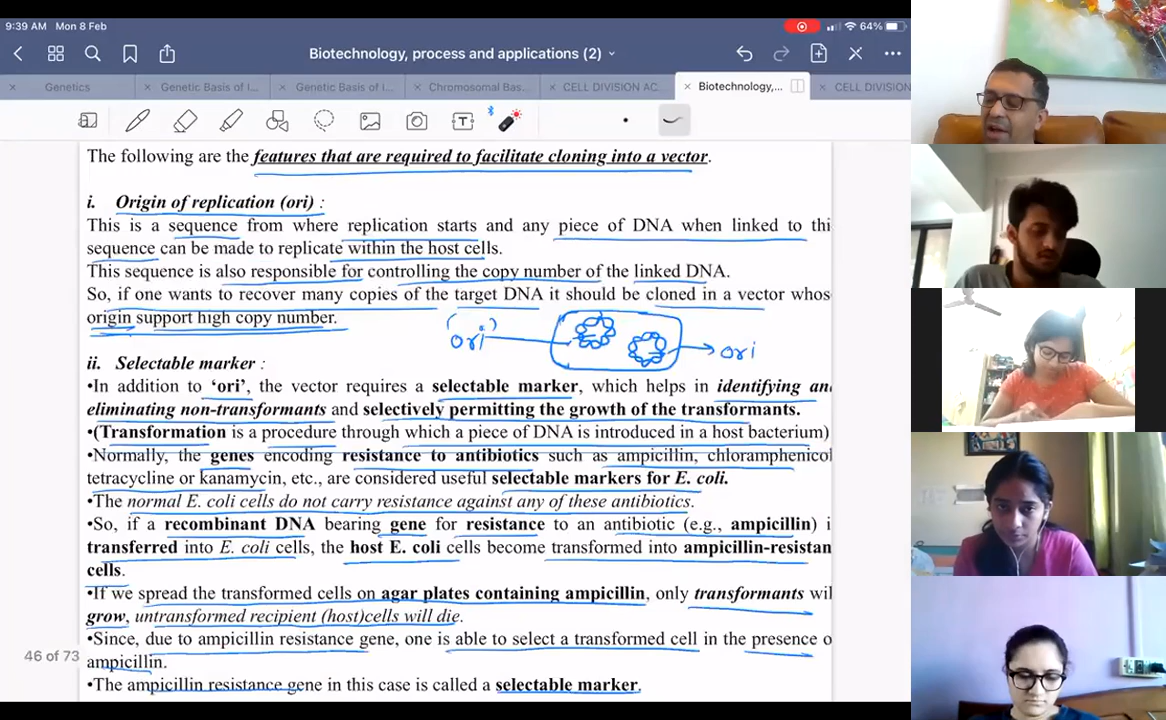 9:39 AM Mon 8 Feb
64%
Biotechnology, process and applications (2)
Genetics
Genetic Basis of I...
Genetic Basis of I...
Chromosomal Bas...
CELL DIVISION AC...
Biotechnology,...
CELL DIVISION
The following are the features that are required to facilitate cloning into a vector.
i. Origin of replication (ori) :
This is a sequence from where replication starts and any piece of DNA when linked to thi
sequence can be made to replicate within the host cells.
This sequence is also responsible for controlling the copy number of the linked DNA.
So, if one wants to recover many copies of the target DNA it should be cloned in a vector whos
origin support high copy number.
(ori)
ori
ii. Selectable marker :
•In addition to ‘ori’, the vector requires a selectable marker, which helps in identifying an
eliminating non-transformants and selectively permitting the growth of the transformants.
•(Transformation is a procedure through which a piece of DNA is introduced in a host bacterium)
•Normally, the genes encoding resistance to antibiotics such as ampicillin, chloramphenicol
tetracycline or kanamycin, etc., are considered useful selectable markers for E. coli.
•The normal E. coli cells do not carry resistance against any of these antibiotics.
•So, if a recombinant DNA bearing gene for resistance to an antibiotic (e.g., ampicillin) i
transferred into E. coli cells, the host E. coli cells become transformed into ampicillin-resistan
cells.
•If we spread the transformed cells on agar plates containing ampicillin, only transformants wil
grow, untransformed recipient (host)cells will die.
•Since, due to ampicillin resistance gene, one is able to select a transformed cell in the presence o
46 of 73
ampicillin.
•The ampicillin resistance gene in this case is called a selectable marker.